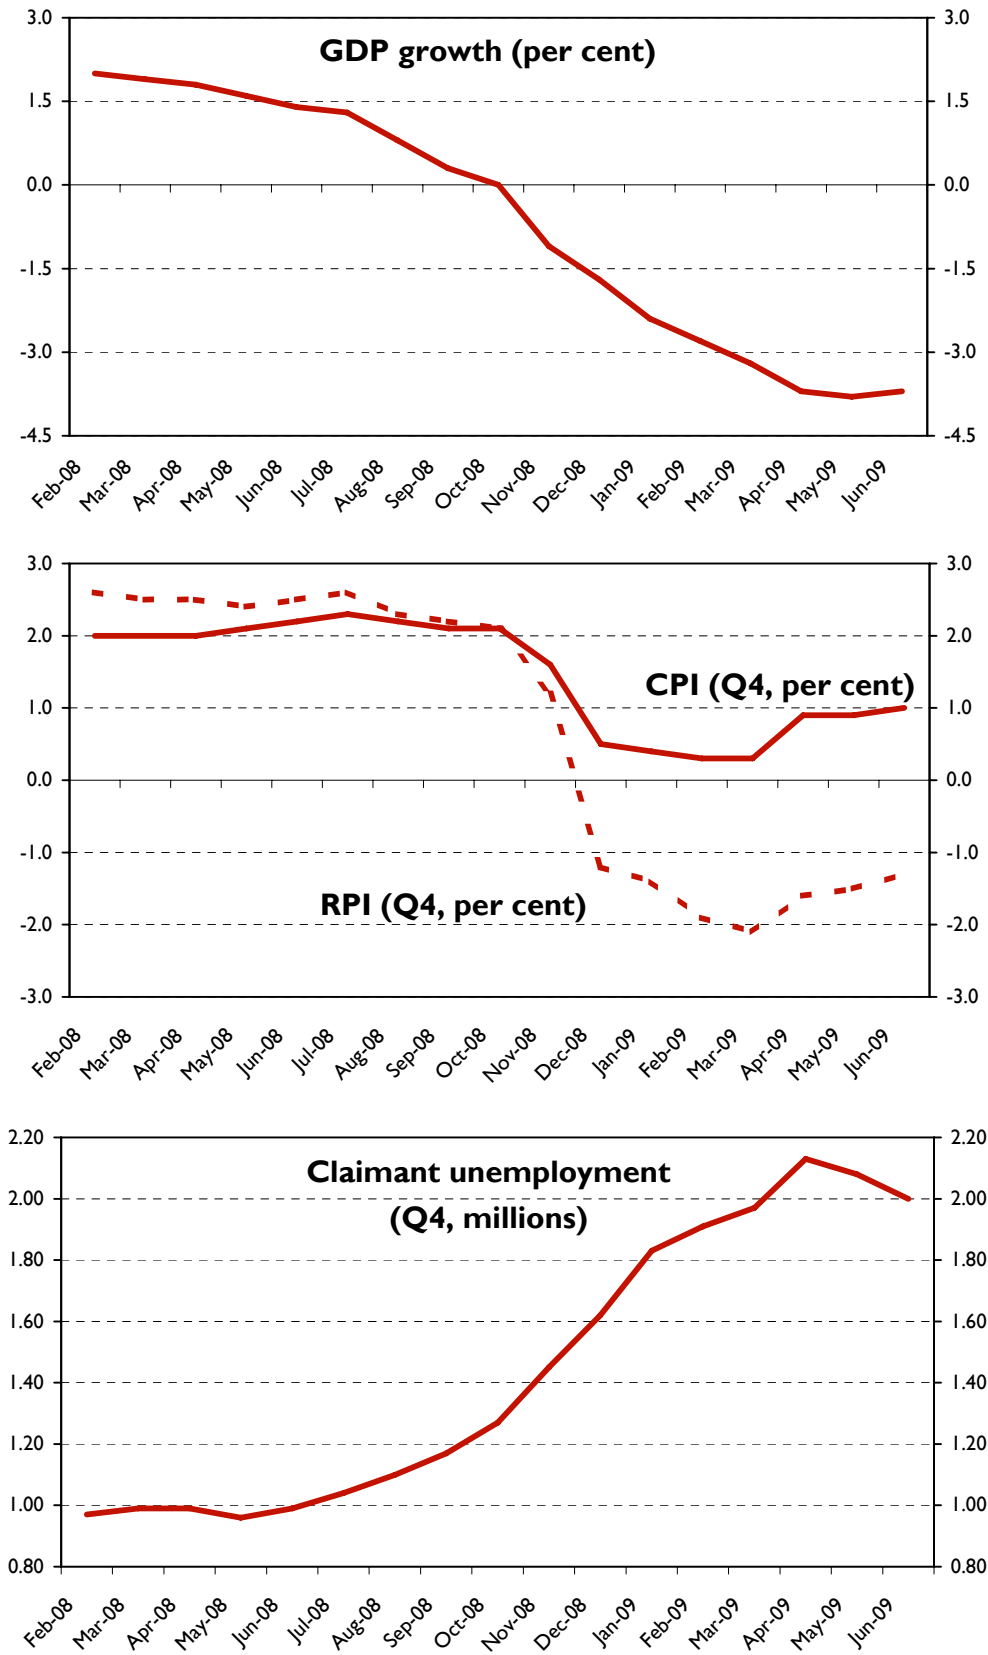 GDP growth (per cent)
3.0 3.0
1.5 1.5
0.0 0.0
-1.5 -1.5
-3.0 -3.0
-4.5 -4.5
Feb-08 Mar-08 Apr-08 May-08 Jun-08 Jul-08 Aug-08 Sep-08 Oct-08 Nov-08 Dec-08 Jan-09 Feb-09 Mar-09 Apr-09 May-09 Jun-09
3.0 3.0
2.0 2.0
CPI (Q4, per cent)
1.0 1.0
0.0 0.0
-1.0 -1.0
RPI (Q4, per cent)
-2.0 -2.0
-3.0 -3.0
Feb-08 Mar-08 Apr-08 May-08 Jun-08 Jul-08 Aug-08 Sep-08 Oct-08 Nov-08 Dec-08 Jan-09 Feb-09 Mar-09 Apr-09 May-09 Jun-09
2.20 2.20
Claimant unemployment
2.00 2.00
(Q4, millions)
1.80 1.80
1.60 1.60
1.40 1.40
1.20 1.20
1.00 1.00
0.80 0.80
Feb-08 Mar-08 Apr-08 May-08 Jun-08 Jul-08 Aug-08 Sep-08 Oct-08 Nov-08 Dec-08 Jan-09 Feb-09 Mar-09 Apr-09 May-09 Jun-09